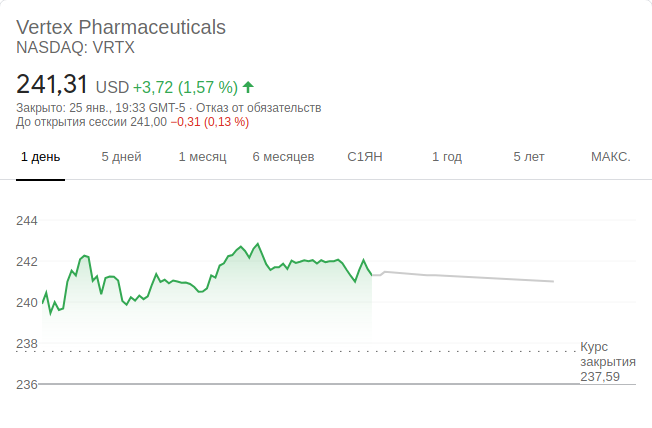 Vertex Pharmaceuticals
NASDAQ: VRTX
241,31 USD +3,72 (1,57 %)
Закрыто: 25 янв., 19:33 GMT-5 · Отказ от обязательств
До открытия сессии 241,00 −0,31 (0,13 %)
1 день 5 дней 1 месяц 6 месяцев С1ЯН 1 год 5 лет МАКС.
244
242
240
238
Курс
закрытия
237,59
236